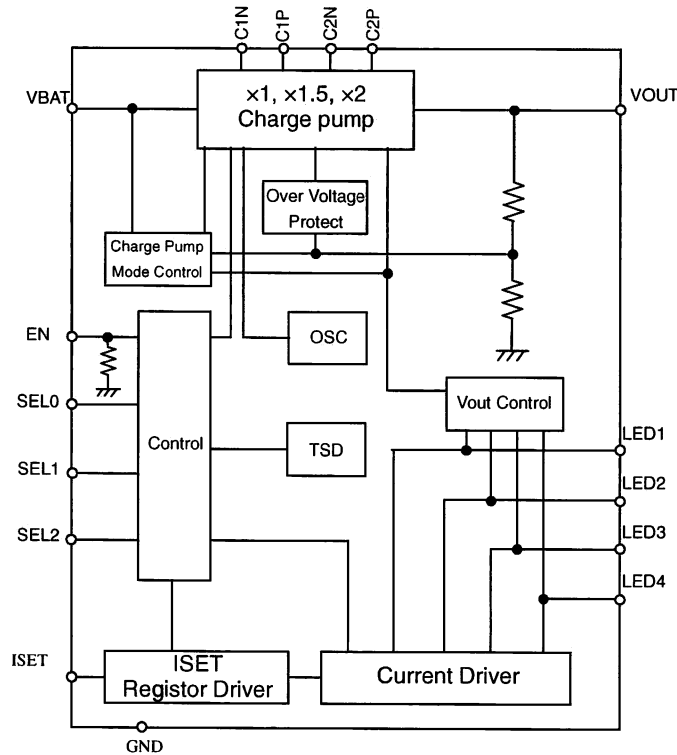 C1N
C1P
C2N
C2P
VBAT
×1, ×1.5, ×2
Charge pump
VOUT
Over Voltage
Protect
Charge Pump
Mode Control
EN
OSC
SEL0
Vout Control
Control
TSD
LED1
SEL1
LED2
SEL2
LED3
LED4
ISET
ISET
Registor Driver
Current Driver
GND